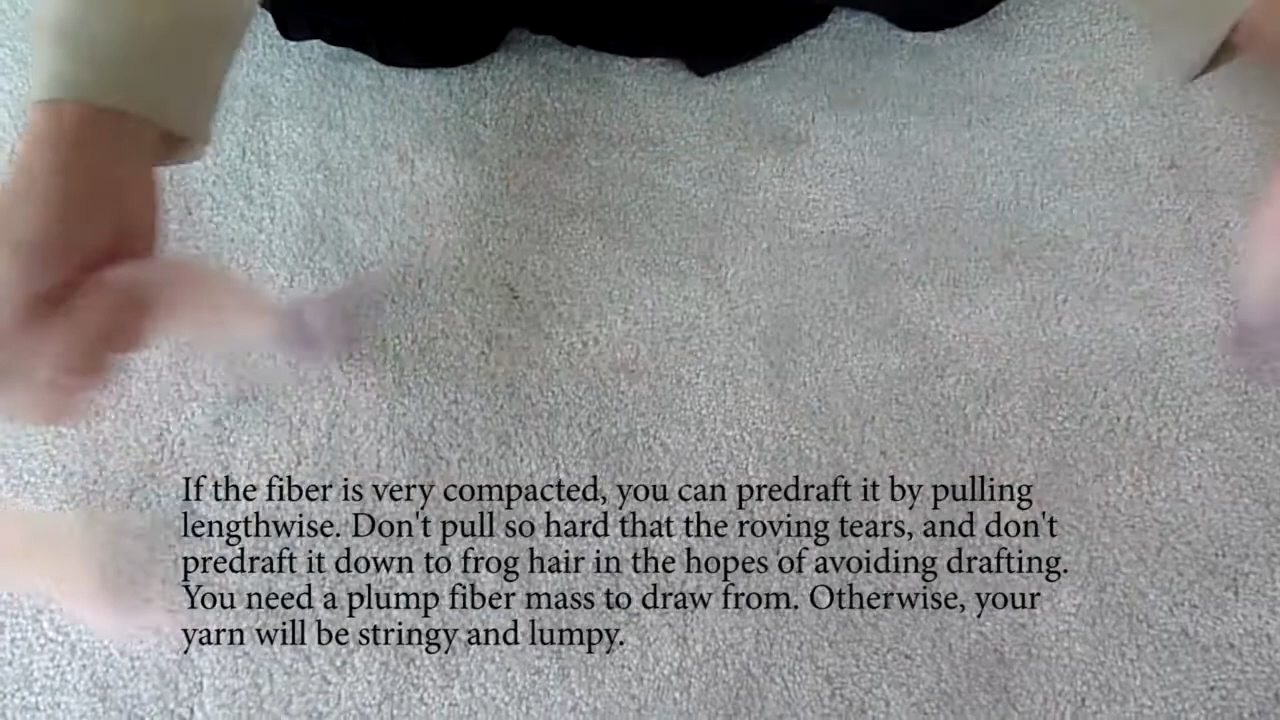 If the fiber is very compacted, you can predraft it by pulling
lengthwise. Don't pull so hard that the roving tears, and don't
predraft it down to frog hair in the hopes of avoiding drafting.
You need a plump fiber mass to draw from. Otherwise, your
yarn will be stringy and lumpy.